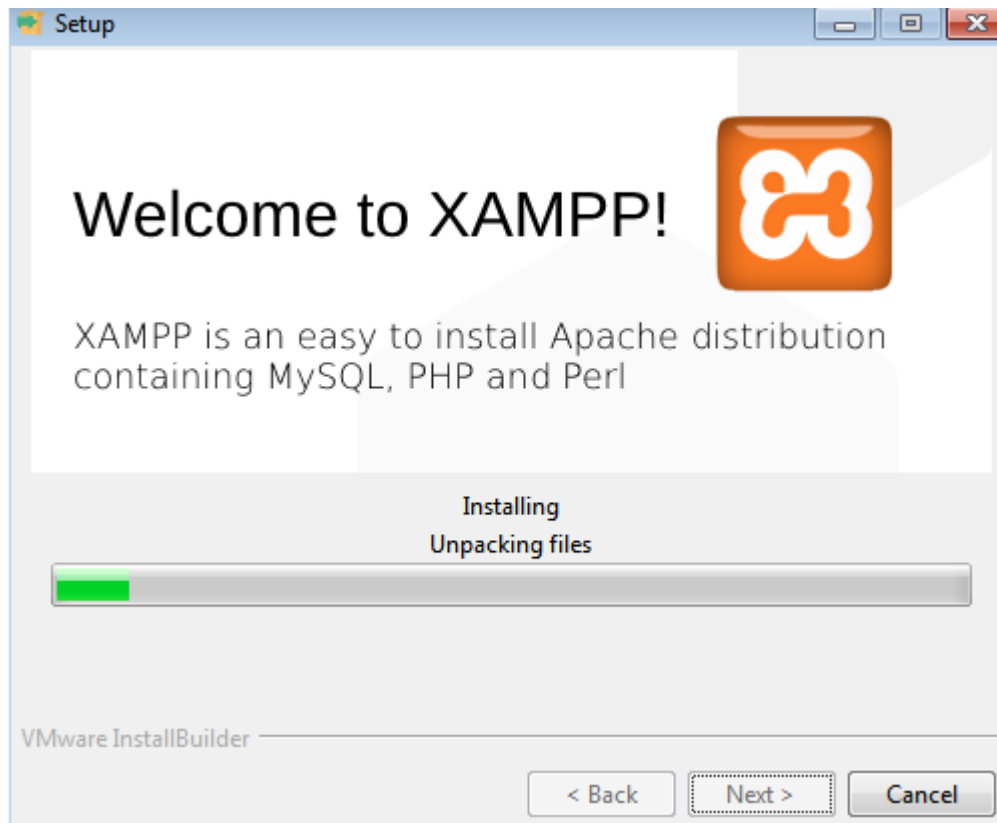 Setup
Welcome to XAMPP!
XAMPP is an easy to install Apache distribution
containing MySQL, PHP and Perl
Installing
Unpacking files
VMware InstallBuilder
< Back
Next >
Cancel